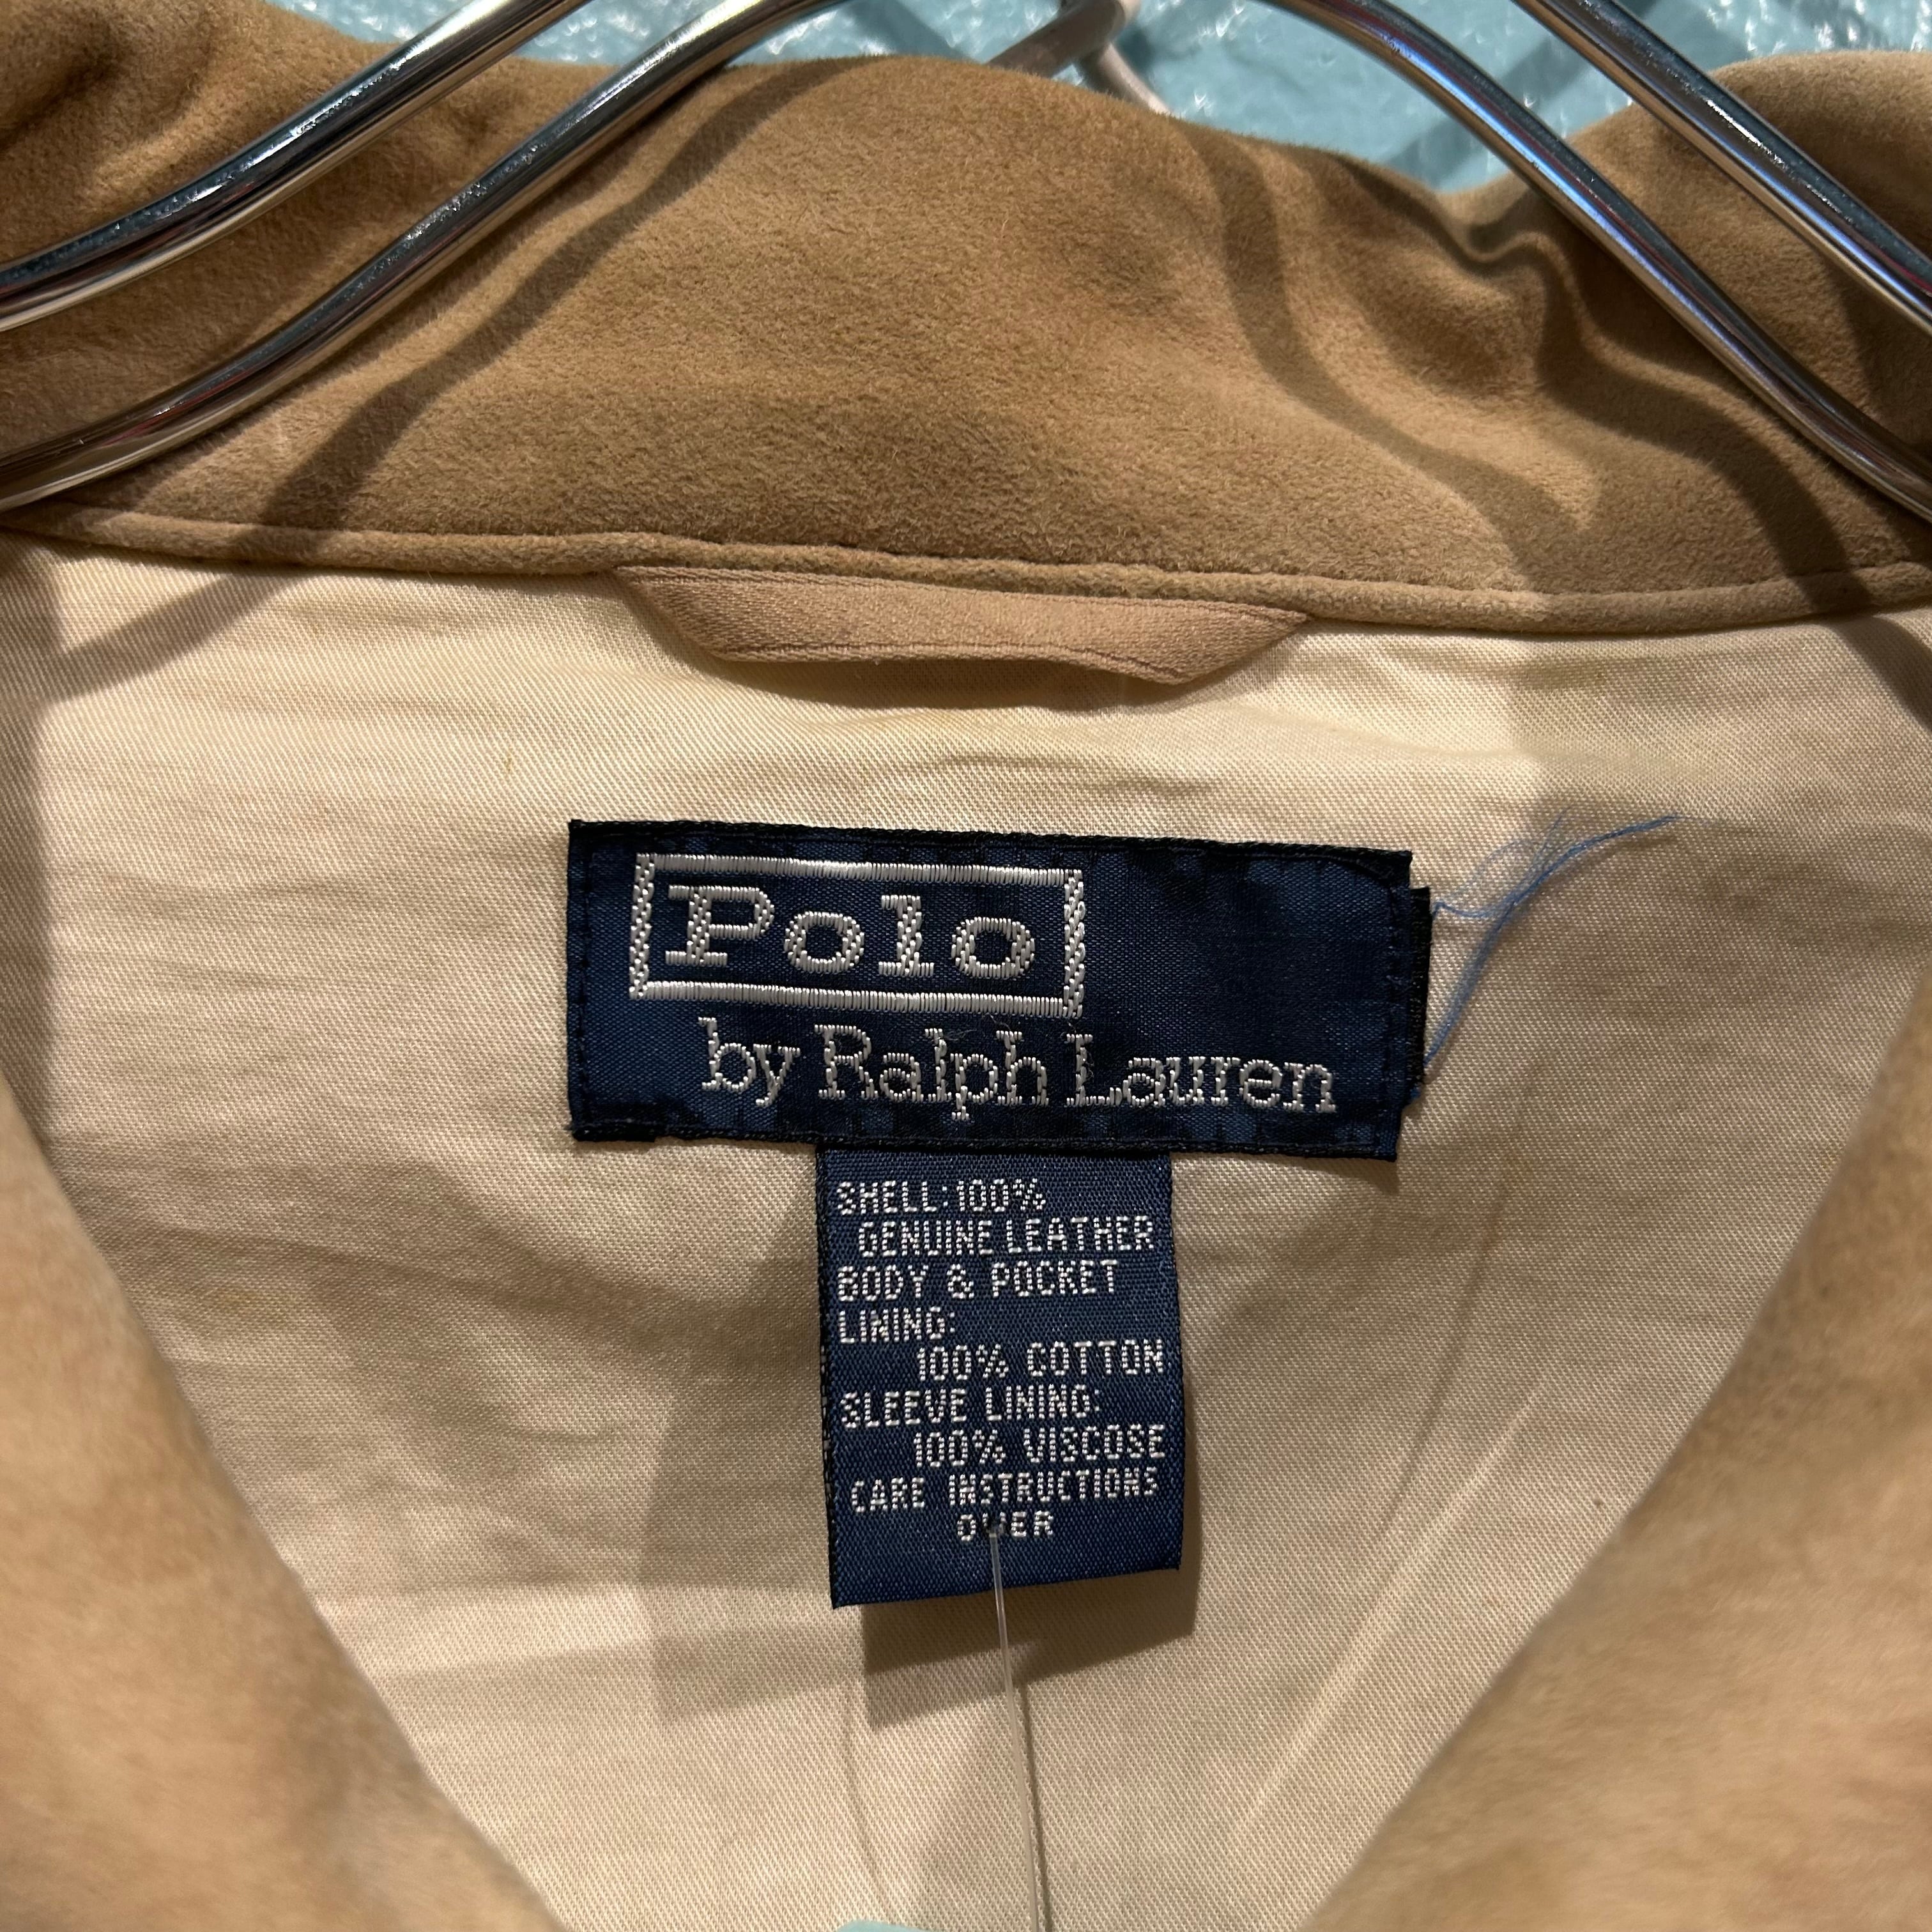 Polo
by Ralph Lauren
SHELL: 100%
GENUINE LEATHER
BODY & POCKET
LINING:
100% COTTON
SLEEVE LINING:
100% VISCOSE
CARE INSTRUCTIONS
OVER